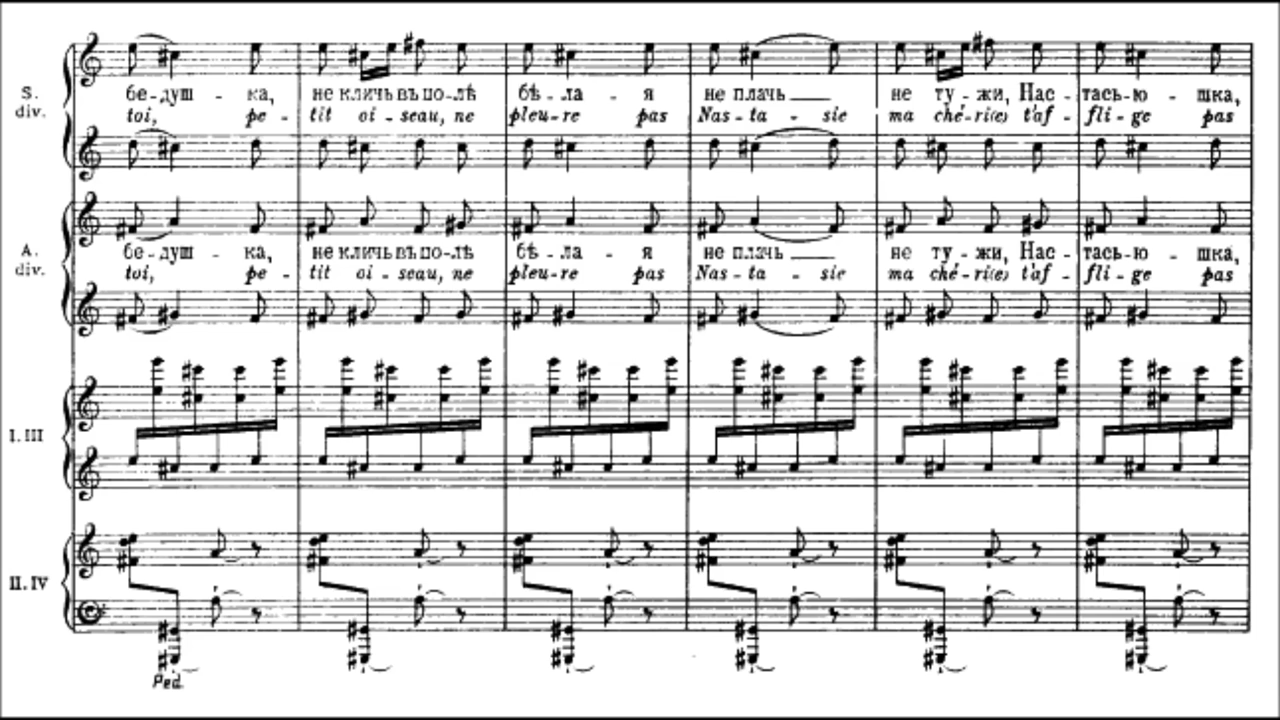 S.
div.
бе-душ - ка, не кличь въ по-лѣ бѣ-ла - я не плачь не ту-жи, Нас-тась-ю - шка,
toi, pe - tit oi-seau, ne pleu-re pas Nas-ta - sie ma ché-ri(e) t'af-fli-ge pas
A.
div.
бе-душ - ка, не кличь въ по-лѣ бѣ-ла - я не плачь не ту-жи, Нас-тась-ю - шка,
toi, pe - tit oi-seau, ne pleu-re pas Nas-ta - sie ma ché-ri(e) t'af-fli-ge pas
I. III
II. IV
Ped.